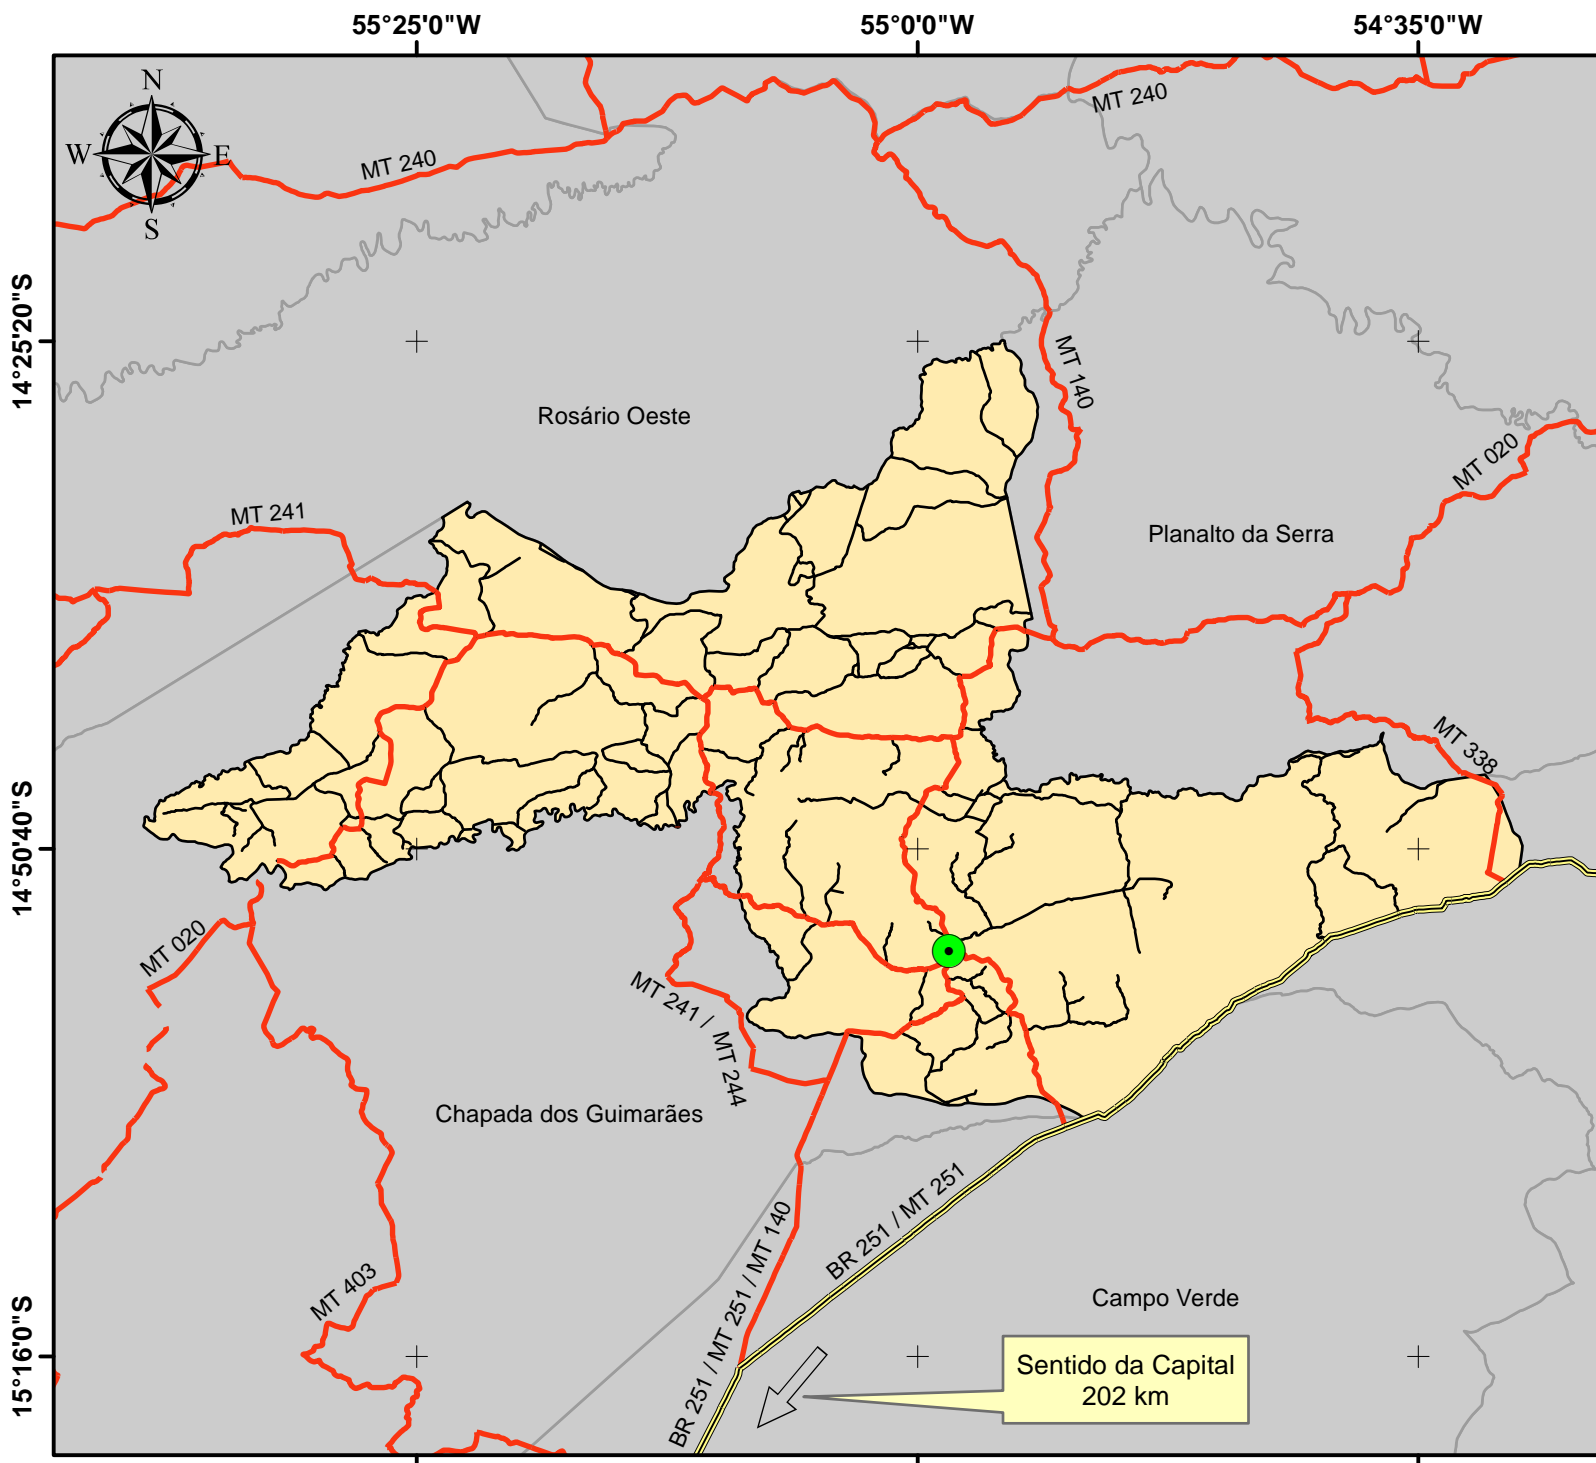 55°25'0"W
55°0'0"W
54°35'0"W
N
W
E
S
MT 240
MT 240
14°25'20"S
MT 140
Rosário Oeste
MT 020
MT 241
Planalto da Serra
MT 338
14°50'40"S
MT 020
MT 241 / MT 244
Chapada dos Guimarães
BR 251 / MT 251
BR 251 / MT 251 / MT 140
MT 403
Campo Verde
15°16'0"S
Sentido da Capital
202 km